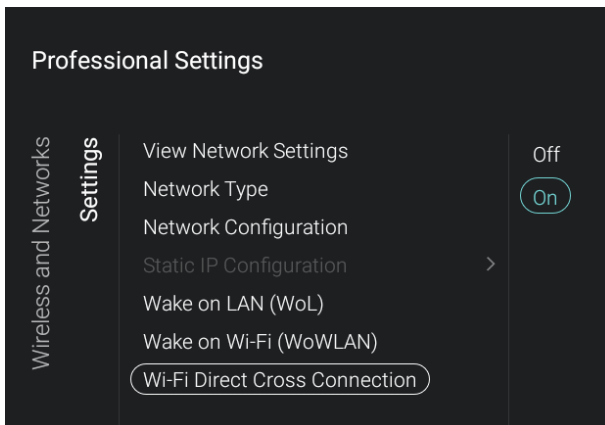 Professional Settings
Wireless and Networks
Settings
View Network Settings
Network Type
Network Configuration
Static IP Configuration
Wake on LAN (WoL)
Wake on Wi-Fi (WoWLAN)
Wi-Fi Direct Cross Connection
Off
On